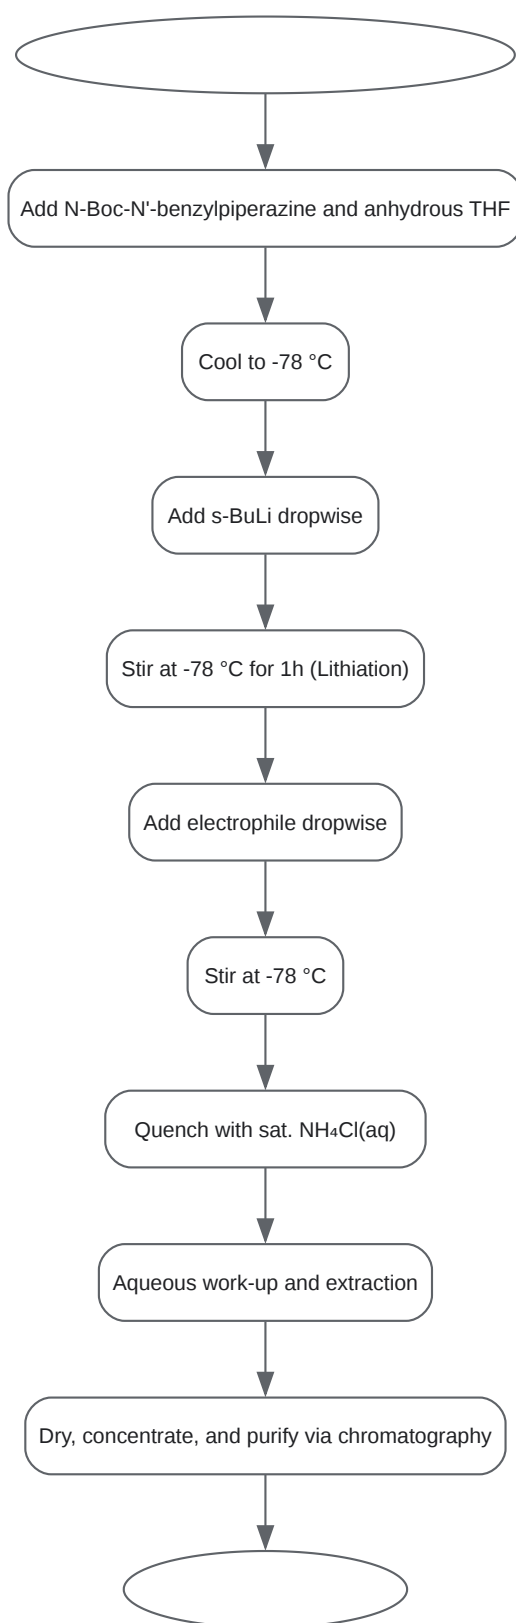 Add N-Boc-N'-benzylpiperazine and anhydrous THF
Cool to -78 °C
Add s-BuLi dropwise
Stir at -78 °C for 1h (Lithiation)
Add electrophile dropwise
Stir at -78 °C
Quench with sat. NH₄Cl(aq)
Aqueous work-up and extraction
Dry, concentrate, and purify via chromatography